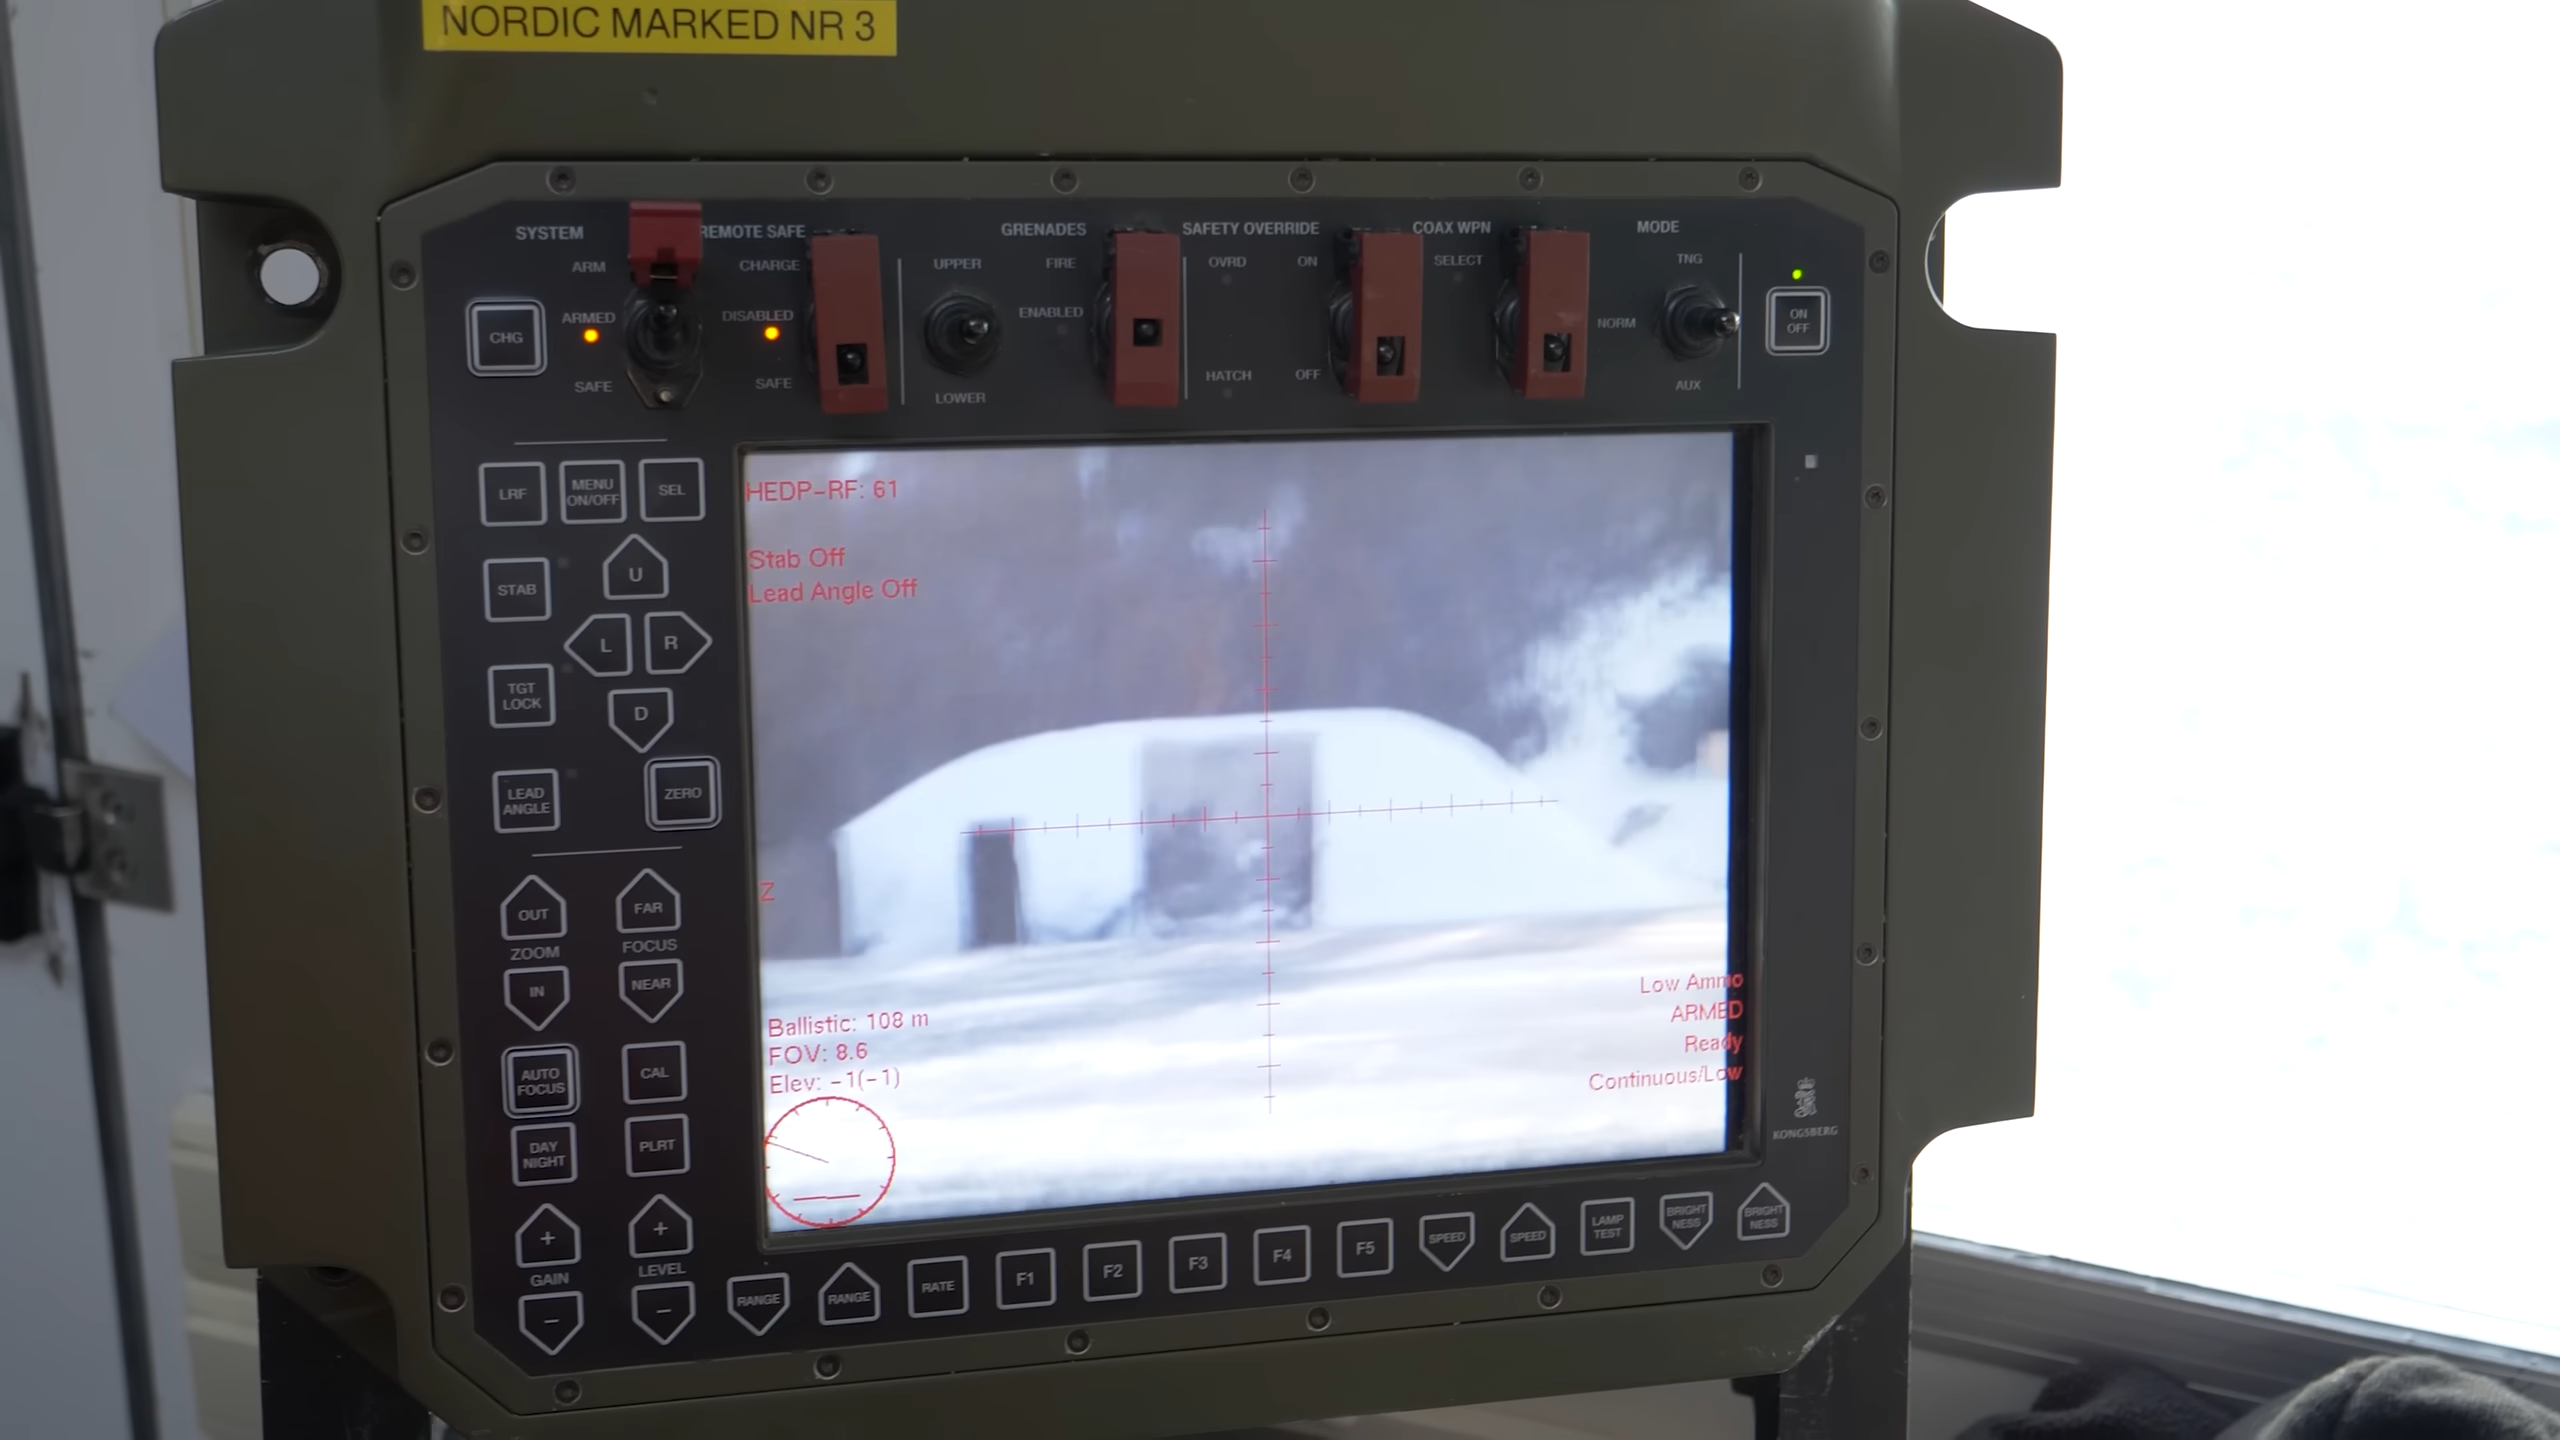 NORDIC MARKED NR 3
SYSTEM
REMOTE SAFE
GRENADES
SAFETY OVERRIDE
COAX WPN
MODE
ARM
CHARGE
UPPER
FIRE
OVRD
ON
SELECT
TNG
CHG
ARMED
DISABLED
ENABLED
NORM
ON
OFF
SAFE
SAFE
LOWER
HATCH
OFF
AUX
LRF
MENU
ON/OFF
SEL
STAB
U
L
R
TGT
LOCK
D
LEAD
ANGLE
ZERO
OUT
FAR
ZOOM
FOCUS
IN
NEAR
AUTO
FOCUS
CAL
DAY
NIGHT
PLRT
+
+
GAIN
LEVEL
−
−
HEDP-RF: 61
Stab Off
Lead Angle Off
Z
Ballistic: 108 m
FOV: 8.6
Elev: -1(-1)
Low Ammo
ARMED
Ready
Continuous/Low
KONGSBERG
RANGE
RANGE
RATE
F1
F2
F3
F4
F5
SPEED
SPEED
LAMP
TEST
BRIGHT
NESS
BRIGHT
NESS